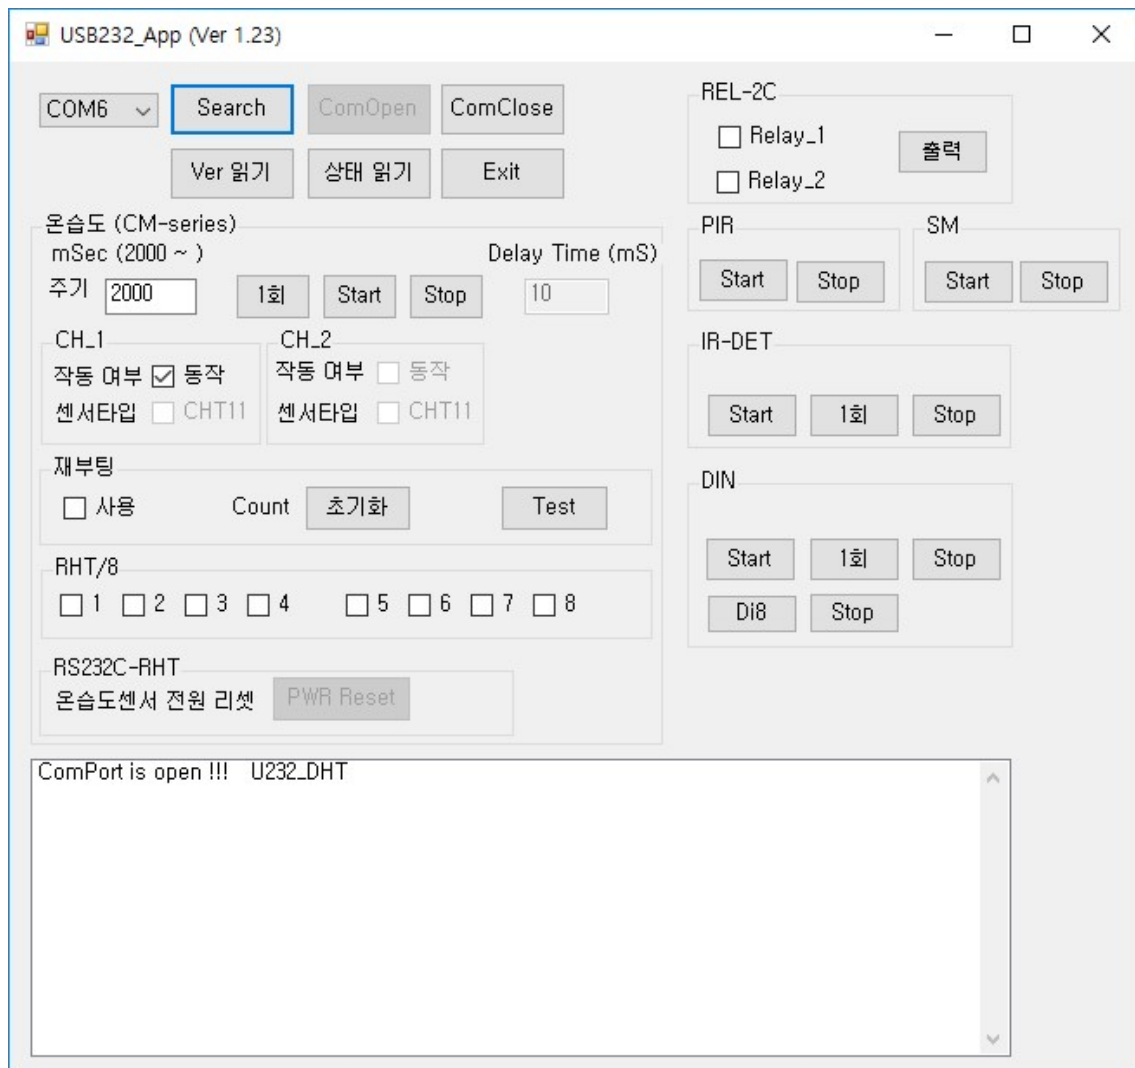 USB232_App (Ver 1.23)
COM6 Search ComOpen ComClose
Ver 읽기 상태 읽기 Exit
온습도 (CM-series)
mSec (2000 ~ ) Delay Time (mS)
주기 2000 1회 Start Stop 10
CH_1 CH_2
작동 여부 동작 작동 여부 동작
센서타입 CHT11 센서타입 CHT11
재부팅
사용 Count 초기화 Test
RHT/8
1 2 3 4 5 6 7 8
RS232C-RHT
온습도센서 전원 리셋 PWR Reset
REL-2C
Relay_1 출력
Relay_2
PIR SM
Start Stop Start Stop
IR-DET
Start 1회 Stop
DIN
Start 1회 Stop
Di8 Stop
ComPort is open !!! U232_DHT